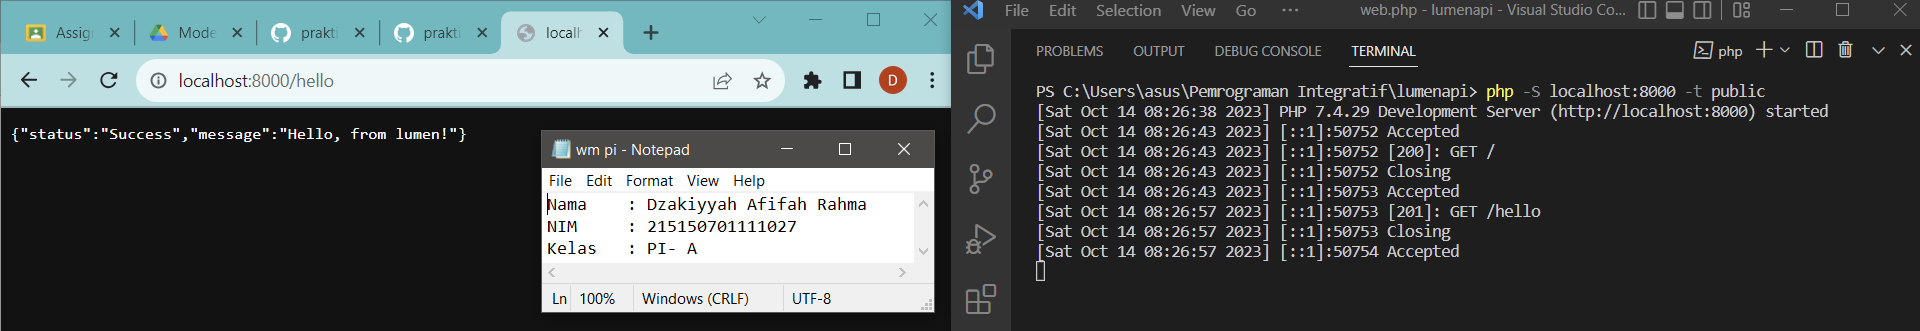 Assig
Mode
prakti
prakti
localh
localhost:8000/hello
D
{"status":"Success","message":"Hello, from lumen!"}
wm pi - Notepad
File Edit Format View Help
Nama : Dzakiyyah Afifah Rahma
NIM : 215150701111027
Kelas : PI- A
Ln 100% Windows (CRLF) UTF-8
File Edit Selection View Go ··· web.php - lumenapi - Visual Studio Co...
PROBLEMS OUTPUT DEBUG CONSOLE TERMINAL php
PS C:\Users\asus\Pemrograman Integratif\lumenapi> php -S localhost:8000 -t public
[Sat Oct 14 08:26:38 2023] PHP 7.4.29 Development Server (http://localhost:8000) started
[Sat Oct 14 08:26:43 2023] [::1]:50752 Accepted
[Sat Oct 14 08:26:43 2023] [::1]:50752 [200]: GET /
[Sat Oct 14 08:26:43 2023] [::1]:50752 Closing
[Sat Oct 14 08:26:43 2023] [::1]:50753 Accepted
[Sat Oct 14 08:26:57 2023] [::1]:50753 [201]: GET /hello
[Sat Oct 14 08:26:57 2023] [::1]:50753 Closing
[Sat Oct 14 08:26:57 2023] [::1]:50754 Accepted